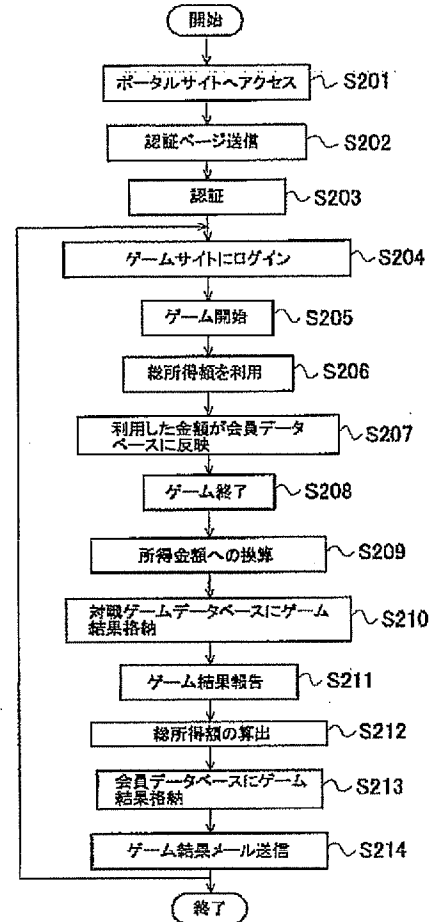 開始
ポータルサイトへアクセス
S201
認証ページ送信
S202
認証
S203
ゲームサイトにログイン
S204
ゲーム開始
S205
総所得額を利用
S206
利用した金額が会員データ
ベースに反映
S207
ゲーム終了
S208
所得金額への換算
S209
対戦ゲームデータベースにゲーム
結果格納
S210
ゲーム結果報告
S211
総所得額の算出
S212
会員データベースにゲーム
結果格納
S213
ゲーム結果メール送信
S214
終了